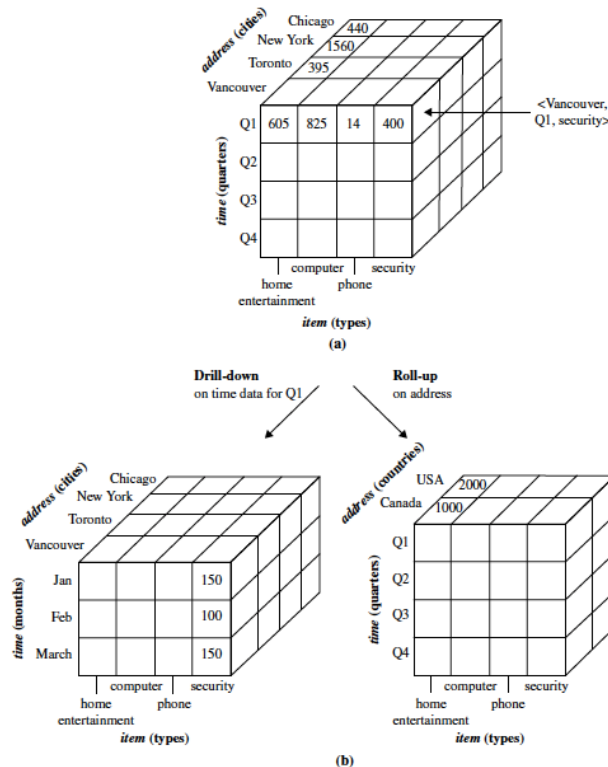 address (cities)
Chicago 440
New York 1560
Toronto 395
Vancouver
<Vancouver,
Q1, security>
time (quarters)
Q1 605 825 14 400
Q2
Q3
Q4
computer security
home phone
entertainment
item (types)
(a)
Drill-down Roll-up
on time data for Q1 on address
address (cities)
Chicago
New York
Toronto
Vancouver
time (months)
Jan 150
Feb 100
March 150
computer security
home phone
entertainment
item (types)
address (countries)
USA 2000
Canada 1000
time (quarters)
Q1
Q2
Q3
Q4
computer security
home phone
entertainment
item (types)
(b)